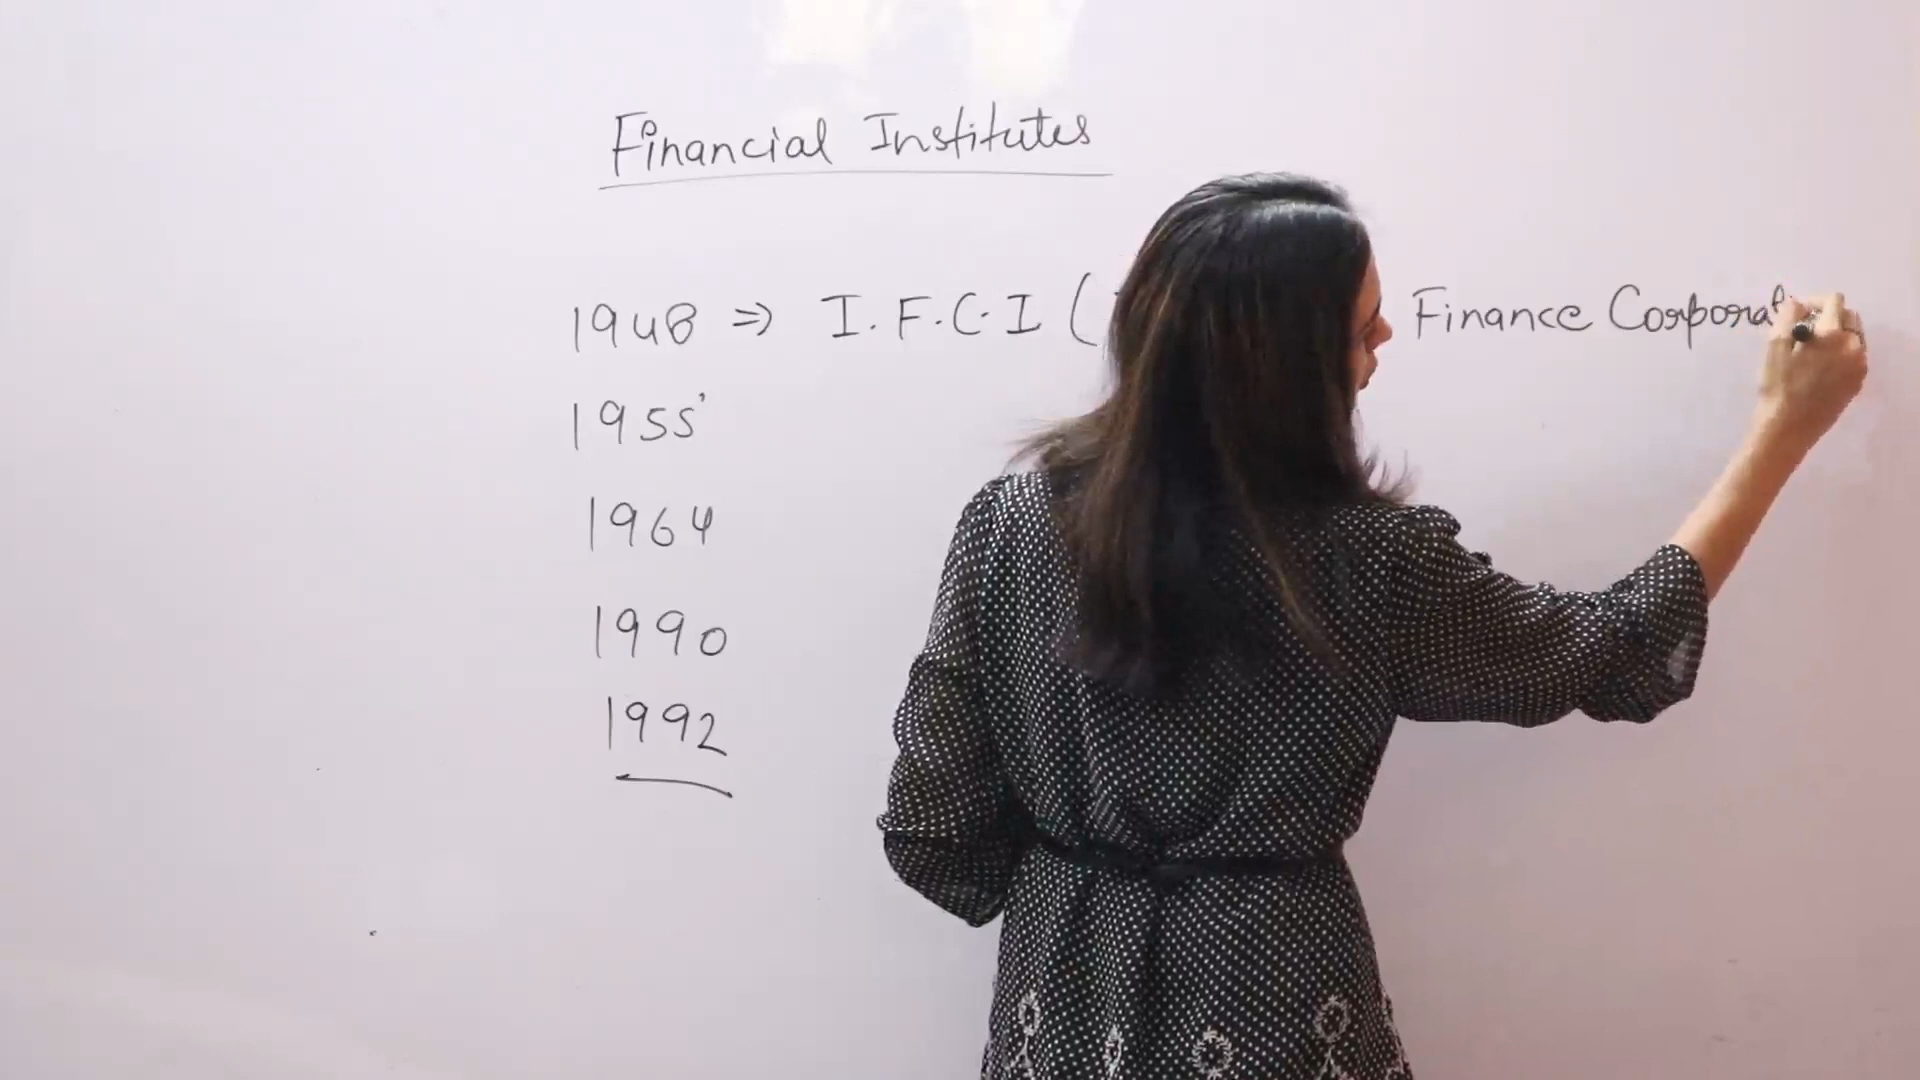 Financial Institutes
1948 ⇒ I.F.C.I ( Finance Corporat
1955'
1964
1990
1992